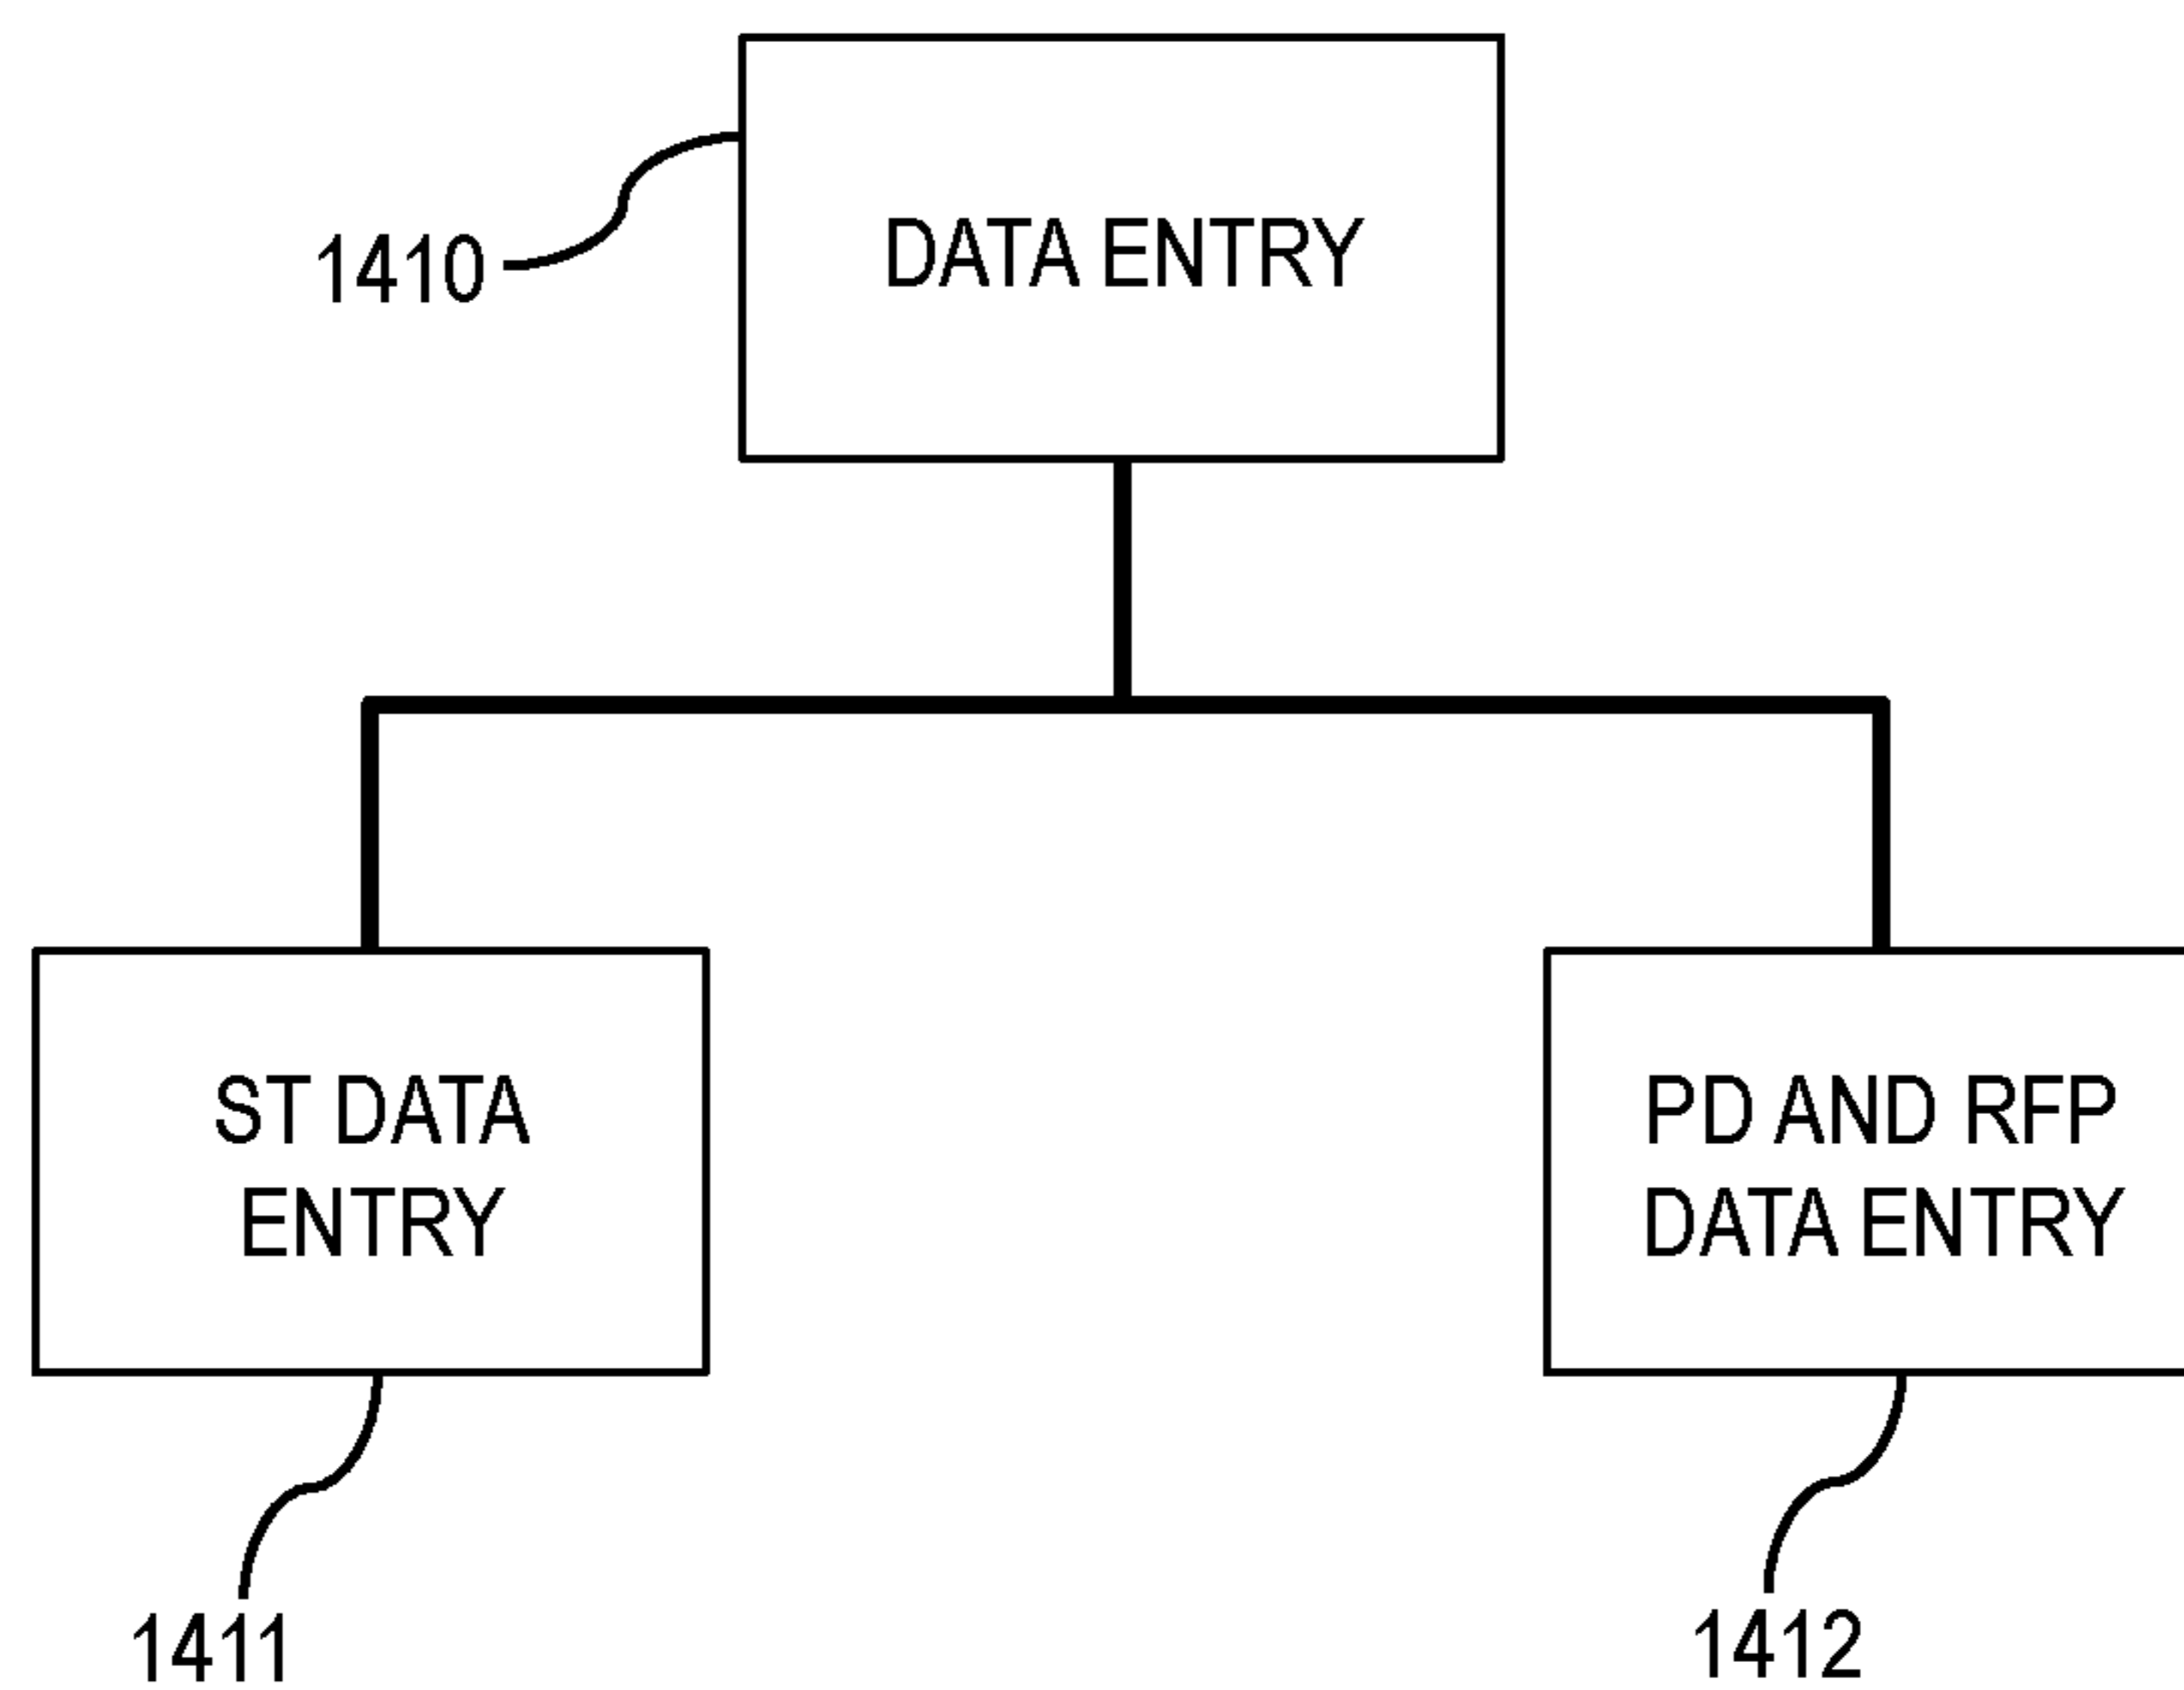 DATA ENTRY
1410
ST DATA
ENTRY
PD AND RFP
DATA ENTRY
1411
1412